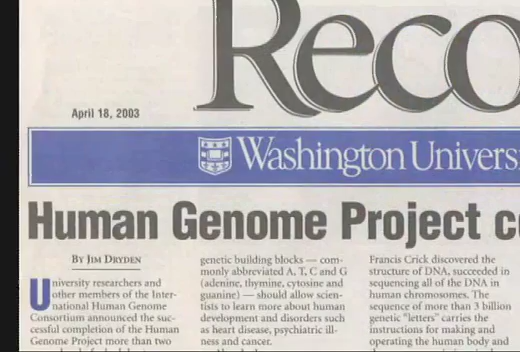 Reco
April 18, 2003
Washington Univers
Human Genome Project c
BY JIM DRYDEN
University researchers and
other members of the Inter-
national Human Genome
Consortium announced the suc-
cessful completion of the Human
Genome Project more than two
genetic building blocks — com-
monly abbreviated A, T, C and G
(adenine, thymine, cytosine and
guanine) — should allow scien-
tists to learn more about human
development and disorders such
as heart disease, psychiatric ill-
ness and cancer.
Francis Crick discovered the
structure of DNA, succeeded in
sequencing all of the DNA in
human chromosomes. The
sequence of more than 3 billion
genetic "letters" carries the
instructions for making and
operating the human body and